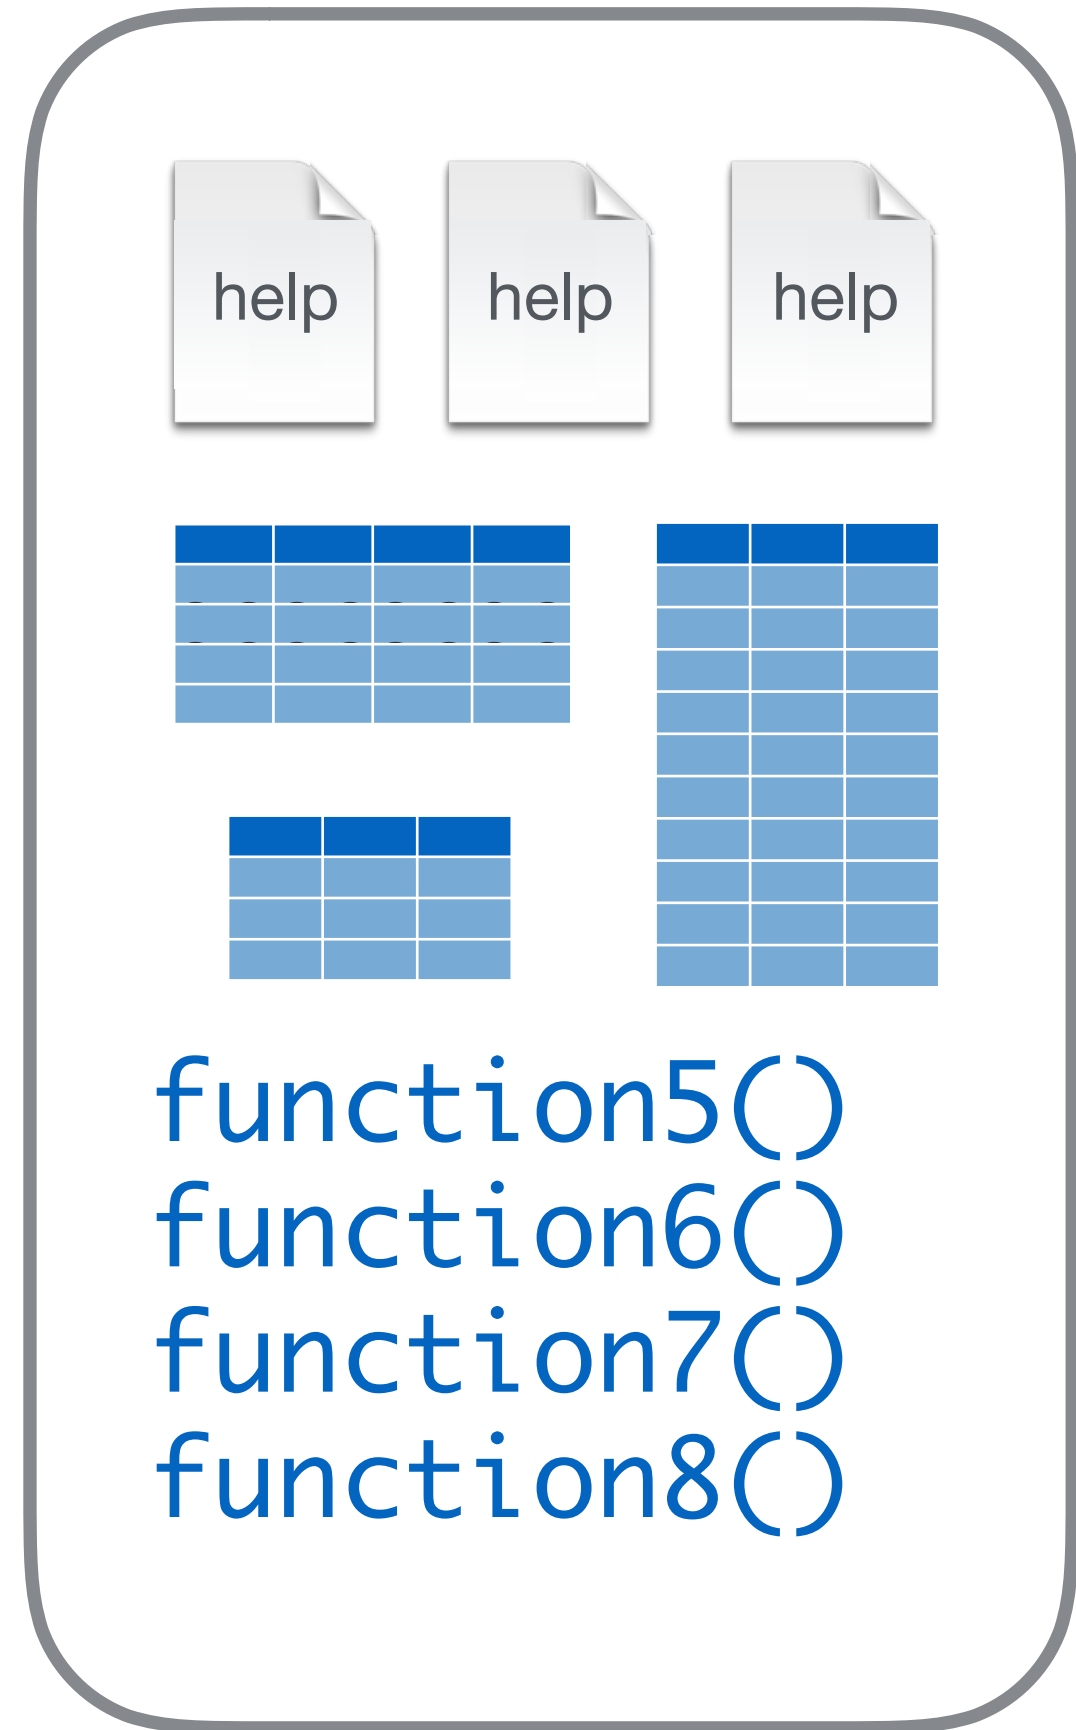 help help help
function5()
function6()
function7()
function8()